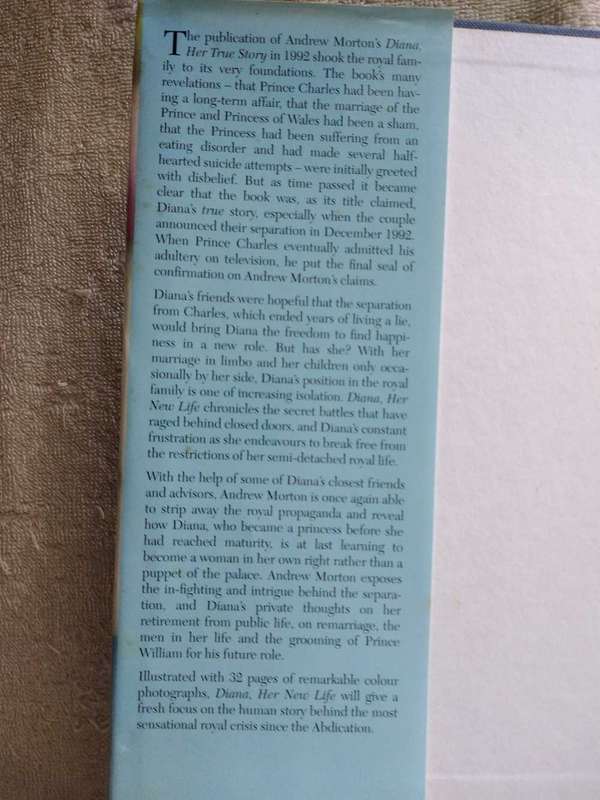 The publication of Andrew Morton's Diana,
Her True Story in 1992 shook the royal fam-
ily to its very foundations. The book's many
revelations – that Prince Charles had been hav-
ing a long-term affair, that the marriage of the
Prince and Princess of Wales had been a sham,
that the Princess had been suffering from an
eating disorder and had made several half-
hearted suicide attempts – were initially greeted
with disbelief. But as time passed it became
clear that the book was, as its title claimed,
Diana's true story, especially when the couple
announced their separation in December 1992.
When Prince Charles eventually admitted his
adultery on television, he put the final seal of
confirmation on Andrew Morton's claims.
Diana's friends were hopeful that the separation
from Charles, which ended years of living a lie,
would bring Diana the freedom to find happi-
ness in a new role. But has she? With her
marriage in limbo and her children only occa-
sionally by her side, Diana's position in the royal
family is one of increasing isolation. Diana, Her
New Life chronicles the secret battles that have
raged behind closed doors, and Diana's constant
frustration as she endeavours to break free from
the restrictions of her semi-detached royal life.
With the help of some of Diana's closest friends
and advisors, Andrew Morton is once again able
to strip away the royal propaganda and reveal
how Diana, who became a princess before she
had reached maturity, is at last learning to
become a woman in her own right rather than a
puppet of the palace. Andrew Morton exposes
the in-fighting and intrigue behind the separa-
tion, and Diana's private thoughts on her
retirement from public life, on remarriage, the
men in her life and the grooming of Prince
William for his future role.
Illustrated with 32 pages of remarkable colour
photographs, Diana, Her New Life will give a
fresh focus on the human story behind the most
sensational royal crisis since the Abdication.